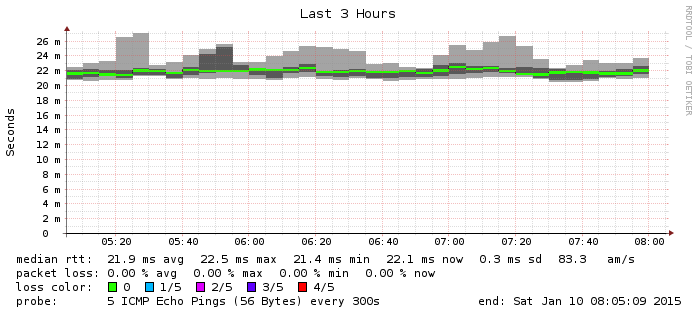 Last 3 Hours
RRDTOOL / TOBI OETIKER
Seconds
26 m
24 m
22 m
20 m
18 m
16 m
14 m
12 m
10 m
8 m
6 m
4 m
2 m
0
05:20 05:40 06:00 06:20 06:40 07:00 07:20 07:40 08:00
median rtt: 21.9 ms avg 22.5 ms max 21.4 ms min 22.1 ms now 0.3 ms sd 83.3 am/s
packet loss: 0.00 % avg 0.00 % max 0.00 % min 0.00 % now
loss color: 0 1/5 2/5 3/5 4/5
probe: 5 ICMP Echo Pings (56 Bytes) every 300s end: Sat Jan 10 08:05:09 2015